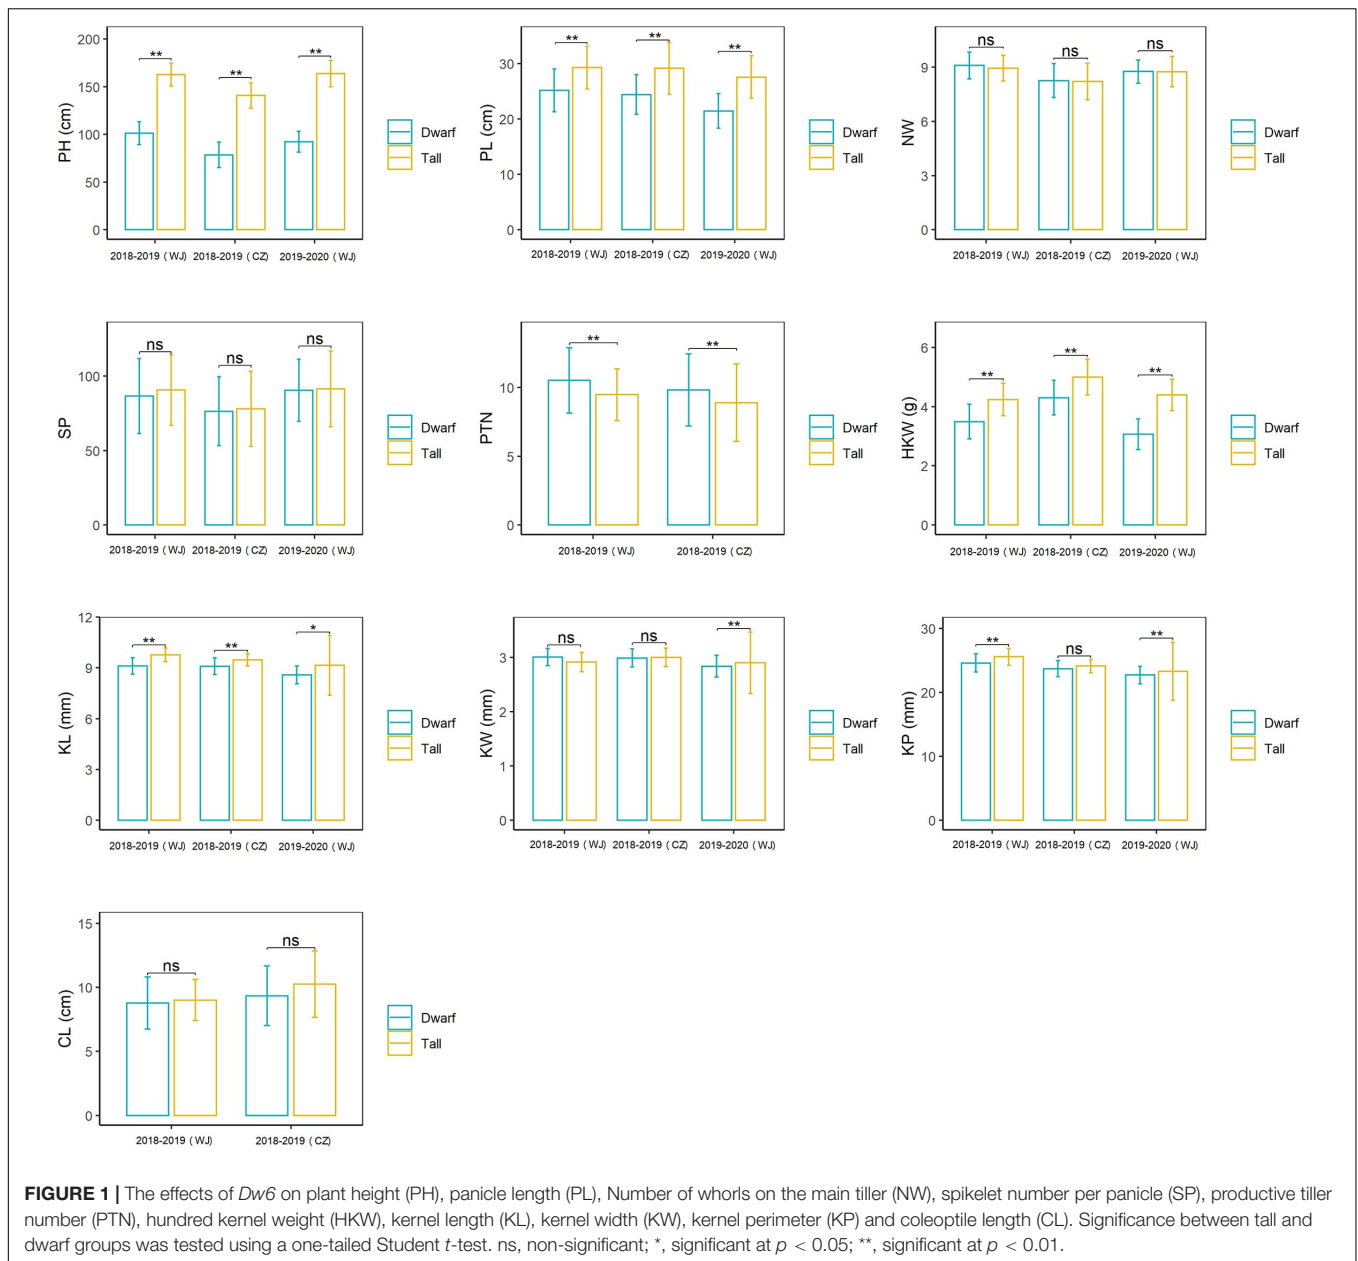 PH (cm)
200
150
100
50
0
**
**
**
2018-2019 ( WJ)
2018-2019 ( CZ)
2019-2020 ( WJ)
Dwarf
Tall
PL (cm)
30
20
10
0
**
**
**
2018-2019 ( WJ)
2018-2019 ( CZ)
2019-2020 ( WJ)
Dwarf
Tall
NW
9
6
3
0
ns
ns
ns
2018-2019 ( WJ)
2018-2019 ( CZ)
2019-2020 ( WJ)
Dwarf
Tall
SP
100
50
0
ns
ns
ns
2018-2019 ( WJ)
2018-2019 ( CZ)
2019-2020 ( WJ)
Dwarf
Tall
PTN
10
5
0
**
**
2018-2019 ( WJ)
2018-2019 ( CZ)
Dwarf
Tall
HKW (g)
6
4
2
0
**
**
**
2018-2019 ( WJ)
2018-2019 ( CZ)
2019-2020 ( WJ)
Dwarf
Tall
KL (mm)
12
9
6
3
0
**
**
*
2018-2019 ( WJ)
2018-2019 ( CZ)
2019-2020 ( WJ)
Dwarf
Tall
KW (mm)
3
2
1
0
ns
ns
**
2018-2019 ( WJ)
2018-2019 ( CZ)
2019-2020 ( WJ)
Dwarf
Tall
KP (mm)
30
20
10
0
**
ns
**
2018-2019 ( WJ)
2018-2019 ( CZ)
2019-2020 ( WJ)
Dwarf
Tall
CL (cm)
15
10
5
0
ns
ns
2018-2019 ( WJ)
2018-2019 ( CZ)
Dwarf
Tall
FIGURE 1 | The effects of Dw6 on plant height (PH), panicle length (PL), Number of whorls on the main tiller (NW), spikelet number per panicle (SP), productive tiller
number (PTN), hundred kernel weight (HKW), kernel length (KL), kernel width (KW), kernel perimeter (KP) and coleoptile length (CL). Significance between tall and
dwarf groups was tested using a one-tailed Student t-test. ns, non-significant; *, significant at p < 0.05; **, significant at p < 0.01.